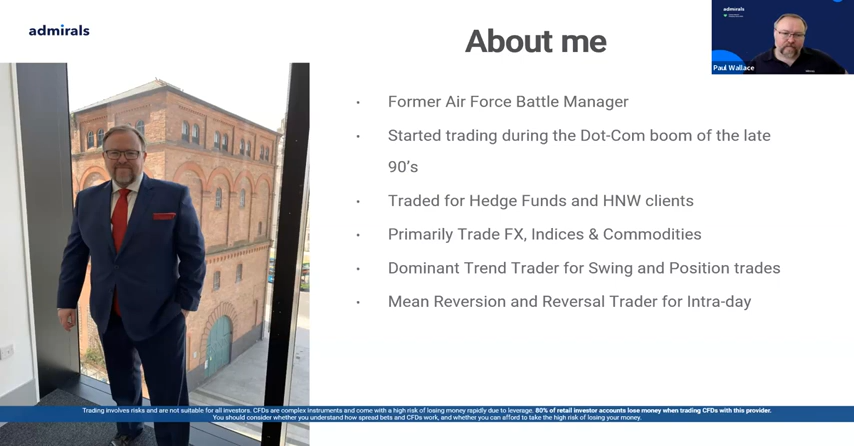 admirals
About me
admirals
Paul Wallace
Former Air Force Battle Manager
Started trading during the Dot-Com boom of the late
90's
Traded for Hedge Funds and HNW clients
Primarily Trade FX, Indices & Commodities
Dominant Trend Trader for Swing and Position trades
Mean Reversion and Reversal Trader for Intra-day
Trading involves risks and are not suitable for all investors. CFDs are complex instruments and come with a high risk of losing money rapidly due to leverage. 80% of retail investor accounts lose money when trading CFDs with this provider.
You should consider whether you understand how spread bets and CFDs work, and whether you can afford to take the high risk of losing your money.